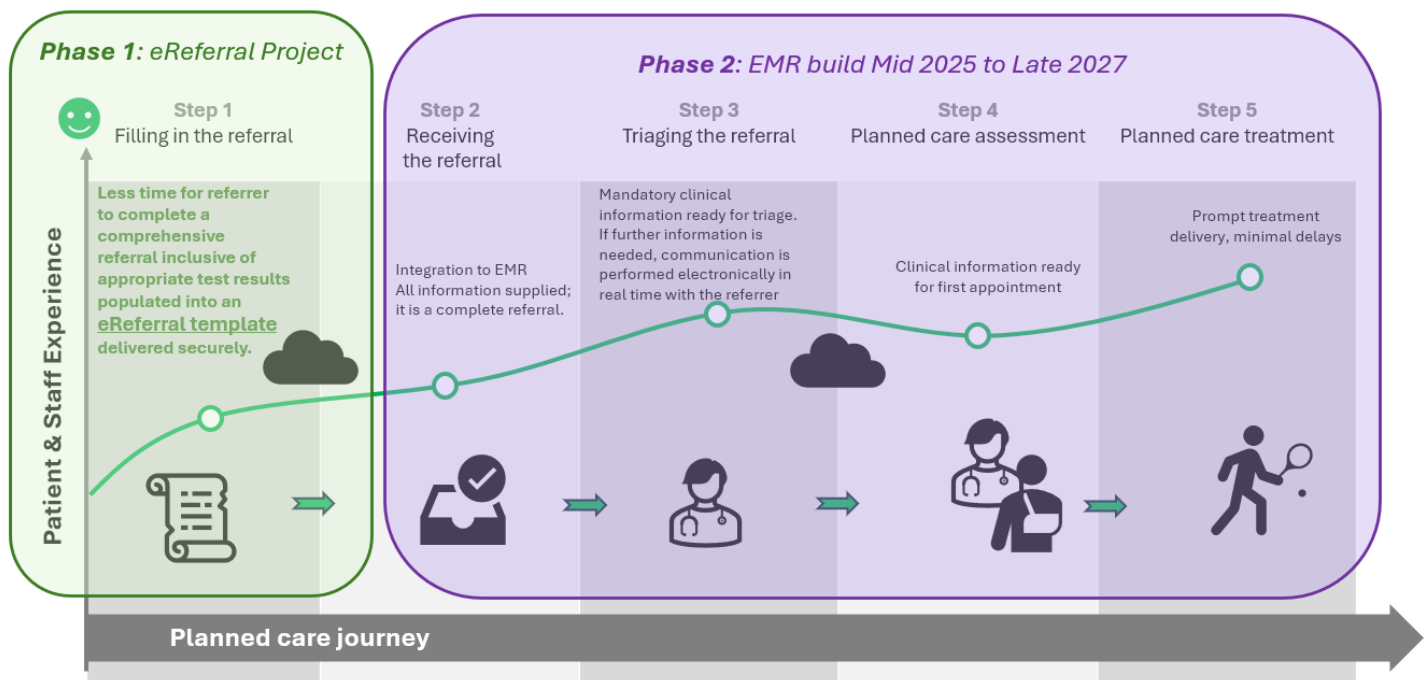 Phase 1: eReferral Project
Phase 2: EMR build Mid 2025 to Late 2027
Step 1
Filling in the referral
Step 2
Receiving
the referral
Step 3
Triaging the referral
Step 4
Planned care assessment
Step 5
Planned care treatment
Patient & Staff Experience
Less time for referrer
to complete a
comprehensive
referral inclusive of
appropriate test results
populated into an
eReferral template
delivered securely.
Integration to EMR
All information supplied;
it is a complete referral.
Mandatory clinical
information ready for triage.
If further information is
needed, communication is
performed electronically in
real time with the referrer
Clinical information ready
for first appointment
Prompt treatment
delivery, minimal delays
Planned care journey